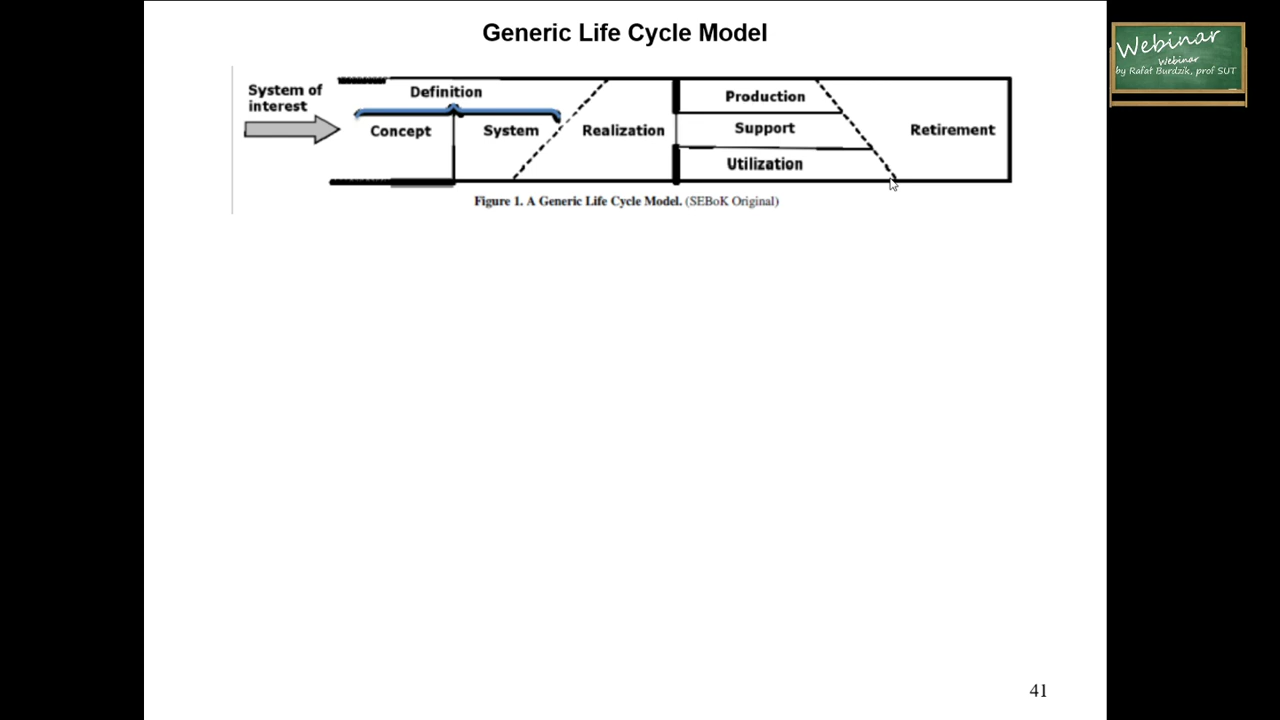 Generic Life Cycle Model
Webinar
Webinar
by Rafat Burdzik, prof SUT
System of
interest
Definition
Concept
System
Realization
Production
Support
Utilization
Retirement
Figure 1. A Generic Life Cycle Model. (SEBoK Original)
41